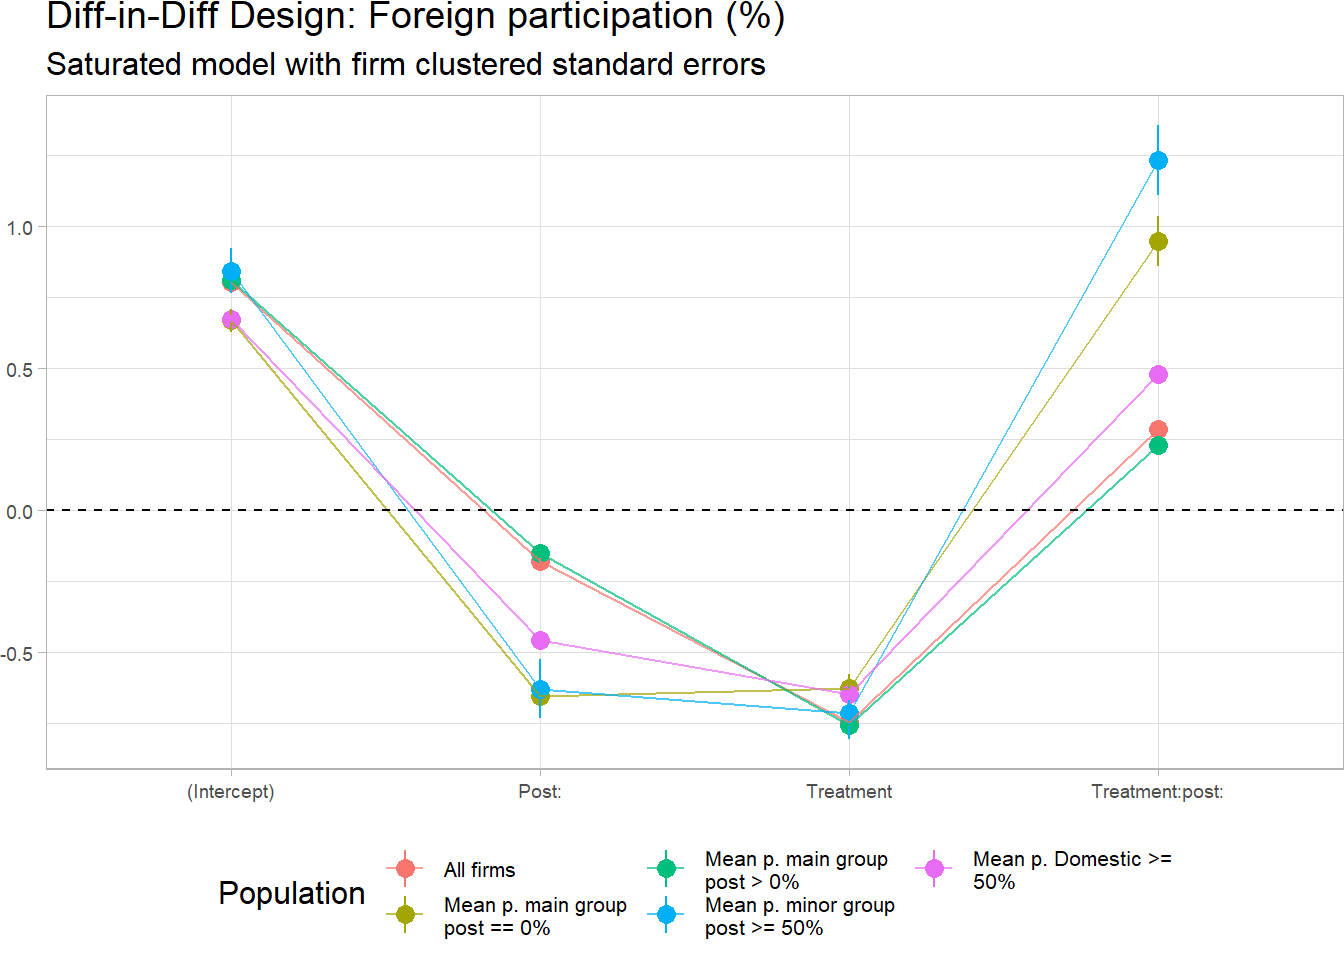 Diff-in-Diff Design: Foreign participation (%)
Saturated model with firm clustered standard errors
1.0
0.5
0.0
-0.5
(Intercept)
Post:
Treatment
Treatment:post:
Population
All firms
Mean p. main group
post == 0%
Mean p. main group
post > 0%
Mean p. minor group
post >= 50%
Mean p. Domestic >=
50%